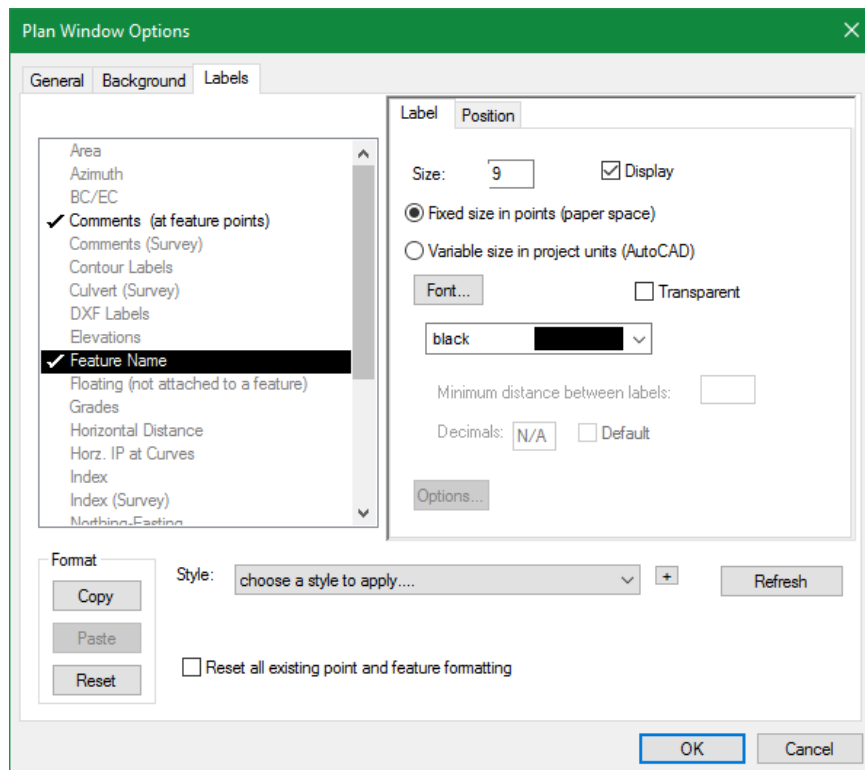 Plan Window Options
General Background Labels
Area
Azimuth
BC/EC
Comments (at feature points)
Comments (Survey)
Contour Labels
Culvert (Survey)
DXF Labels
Elevations
Feature Name
Floating (not attached to a feature)
Grades
Horizontal Distance
Horz. IP at Curves
Index
Index (Survey)
Northing-Easting
Label Position
Size: 9 Display
Fixed size in points (paper space)
Variable size in project units (AutoCAD)
Font... Transparent
black
Minimum distance between labels:
Decimals: N/A Default
Options...
Format
Copy
Paste
Reset
Style: choose a style to apply.... + Refresh
Reset all existing point and feature formatting
OK Cancel